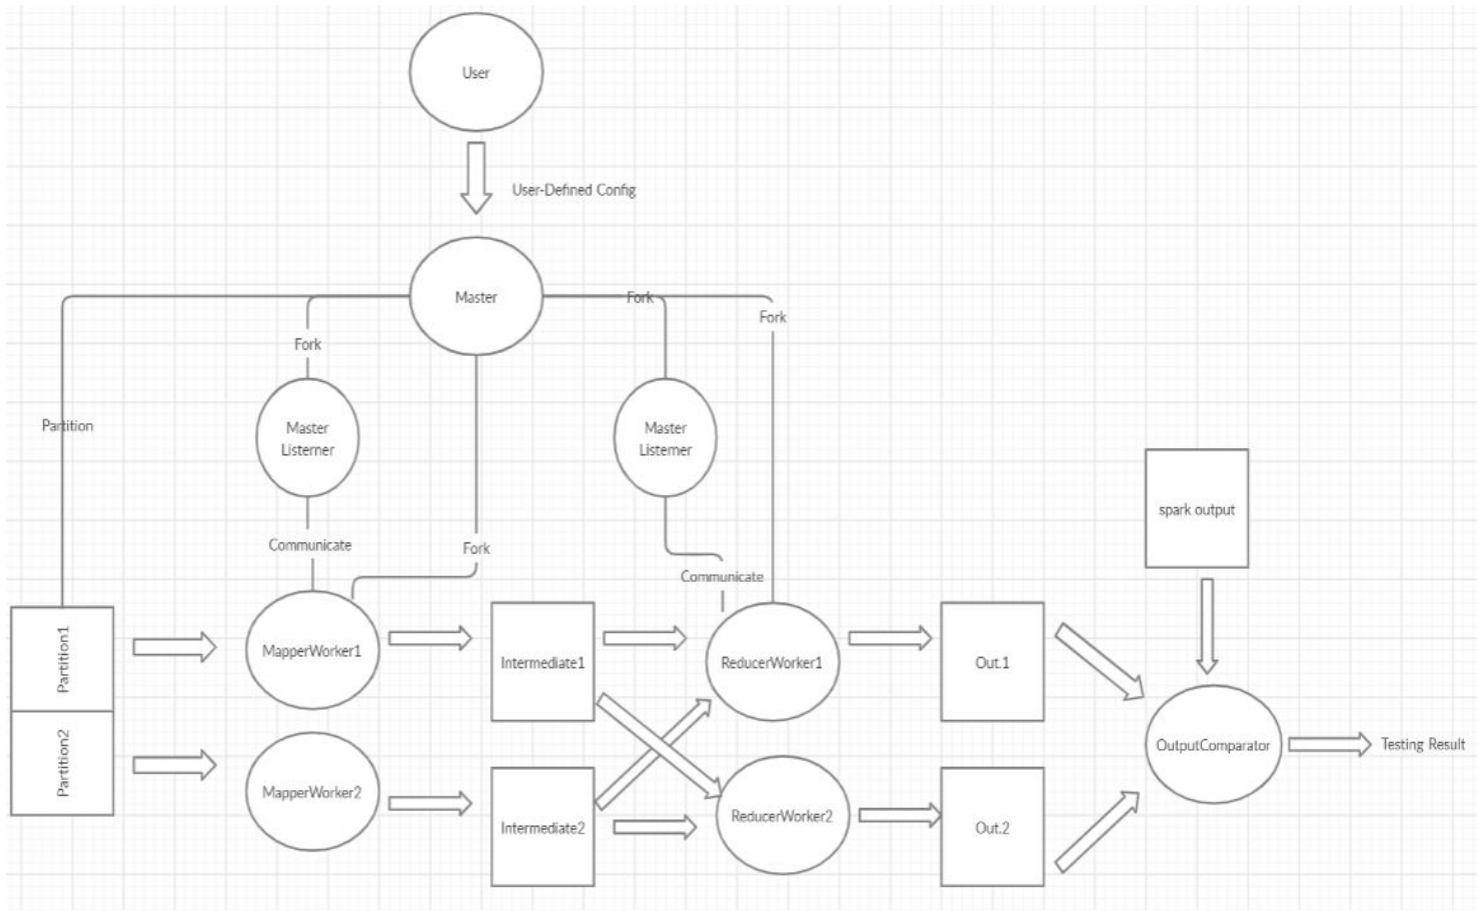 User
User-Defined Config
Master
Fork
Fork
Fork
Partition
Master
Listerner
Master
Listerner
spark output
Communicate
Fork
Communicate
Partition1
MapperWorker1
Intermediate1
ReducerWorker1
Out.1
Partition2
MapperWorker2
Intermediate2
ReducerWorker2
Out.2
OutputComparator
Testing Result